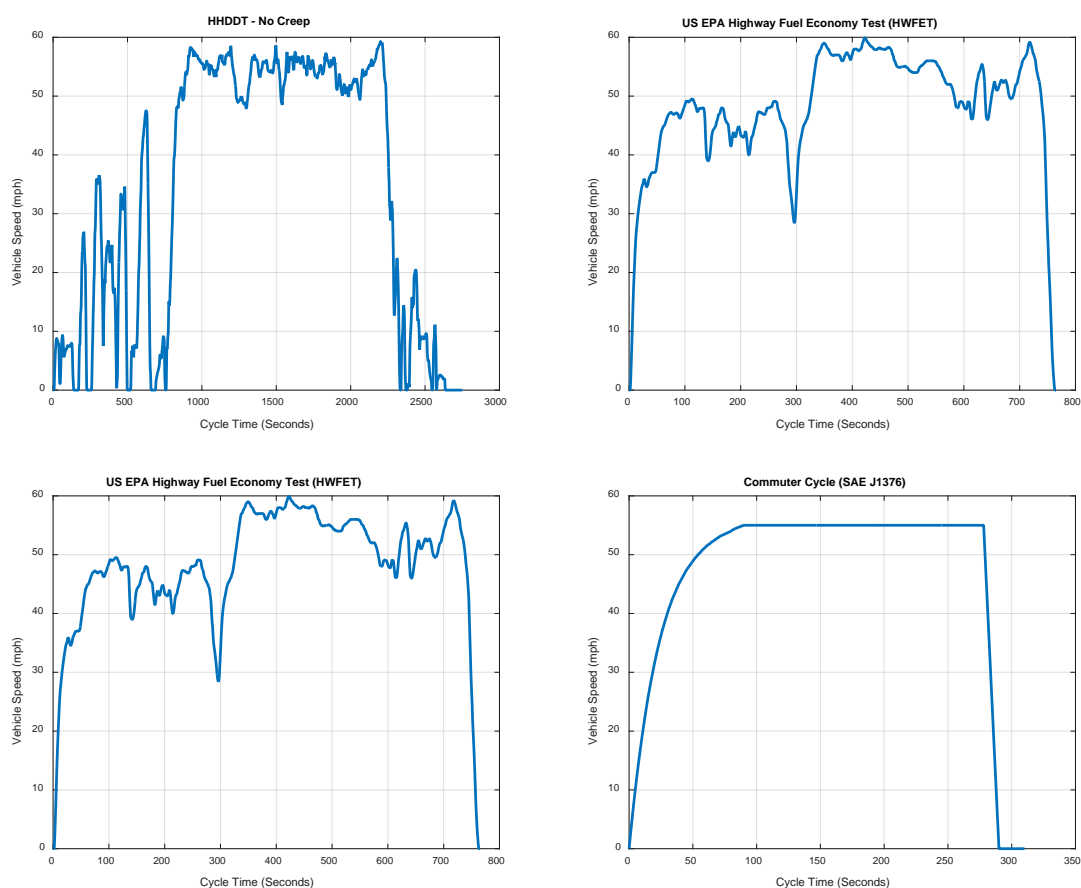 HHDDT - No Creep
60
50
40
30
20
10
0
Vehicle Speed (mph)
0 500 1000 1500 2000 2500 3000
Cycle Time (Seconds)
US EPA Highway Fuel Economy Test (HWFET)
60
50
40
30
20
10
0
Vehicle Speed (mph)
0 100 200 300 400 500 600 700 800
Cycle Time (Seconds)
US EPA Highway Fuel Economy Test (HWFET)
60
50
40
30
20
10
0
Vehicle Speed (mph)
0 100 200 300 400 500 600 700 800
Cycle Time (Seconds)
Commuter Cycle (SAE J1376)
60
50
40
30
20
10
0
Vehicle Speed (mph)
0 50 100 150 200 250 300 350
Cycle Time (Seconds)